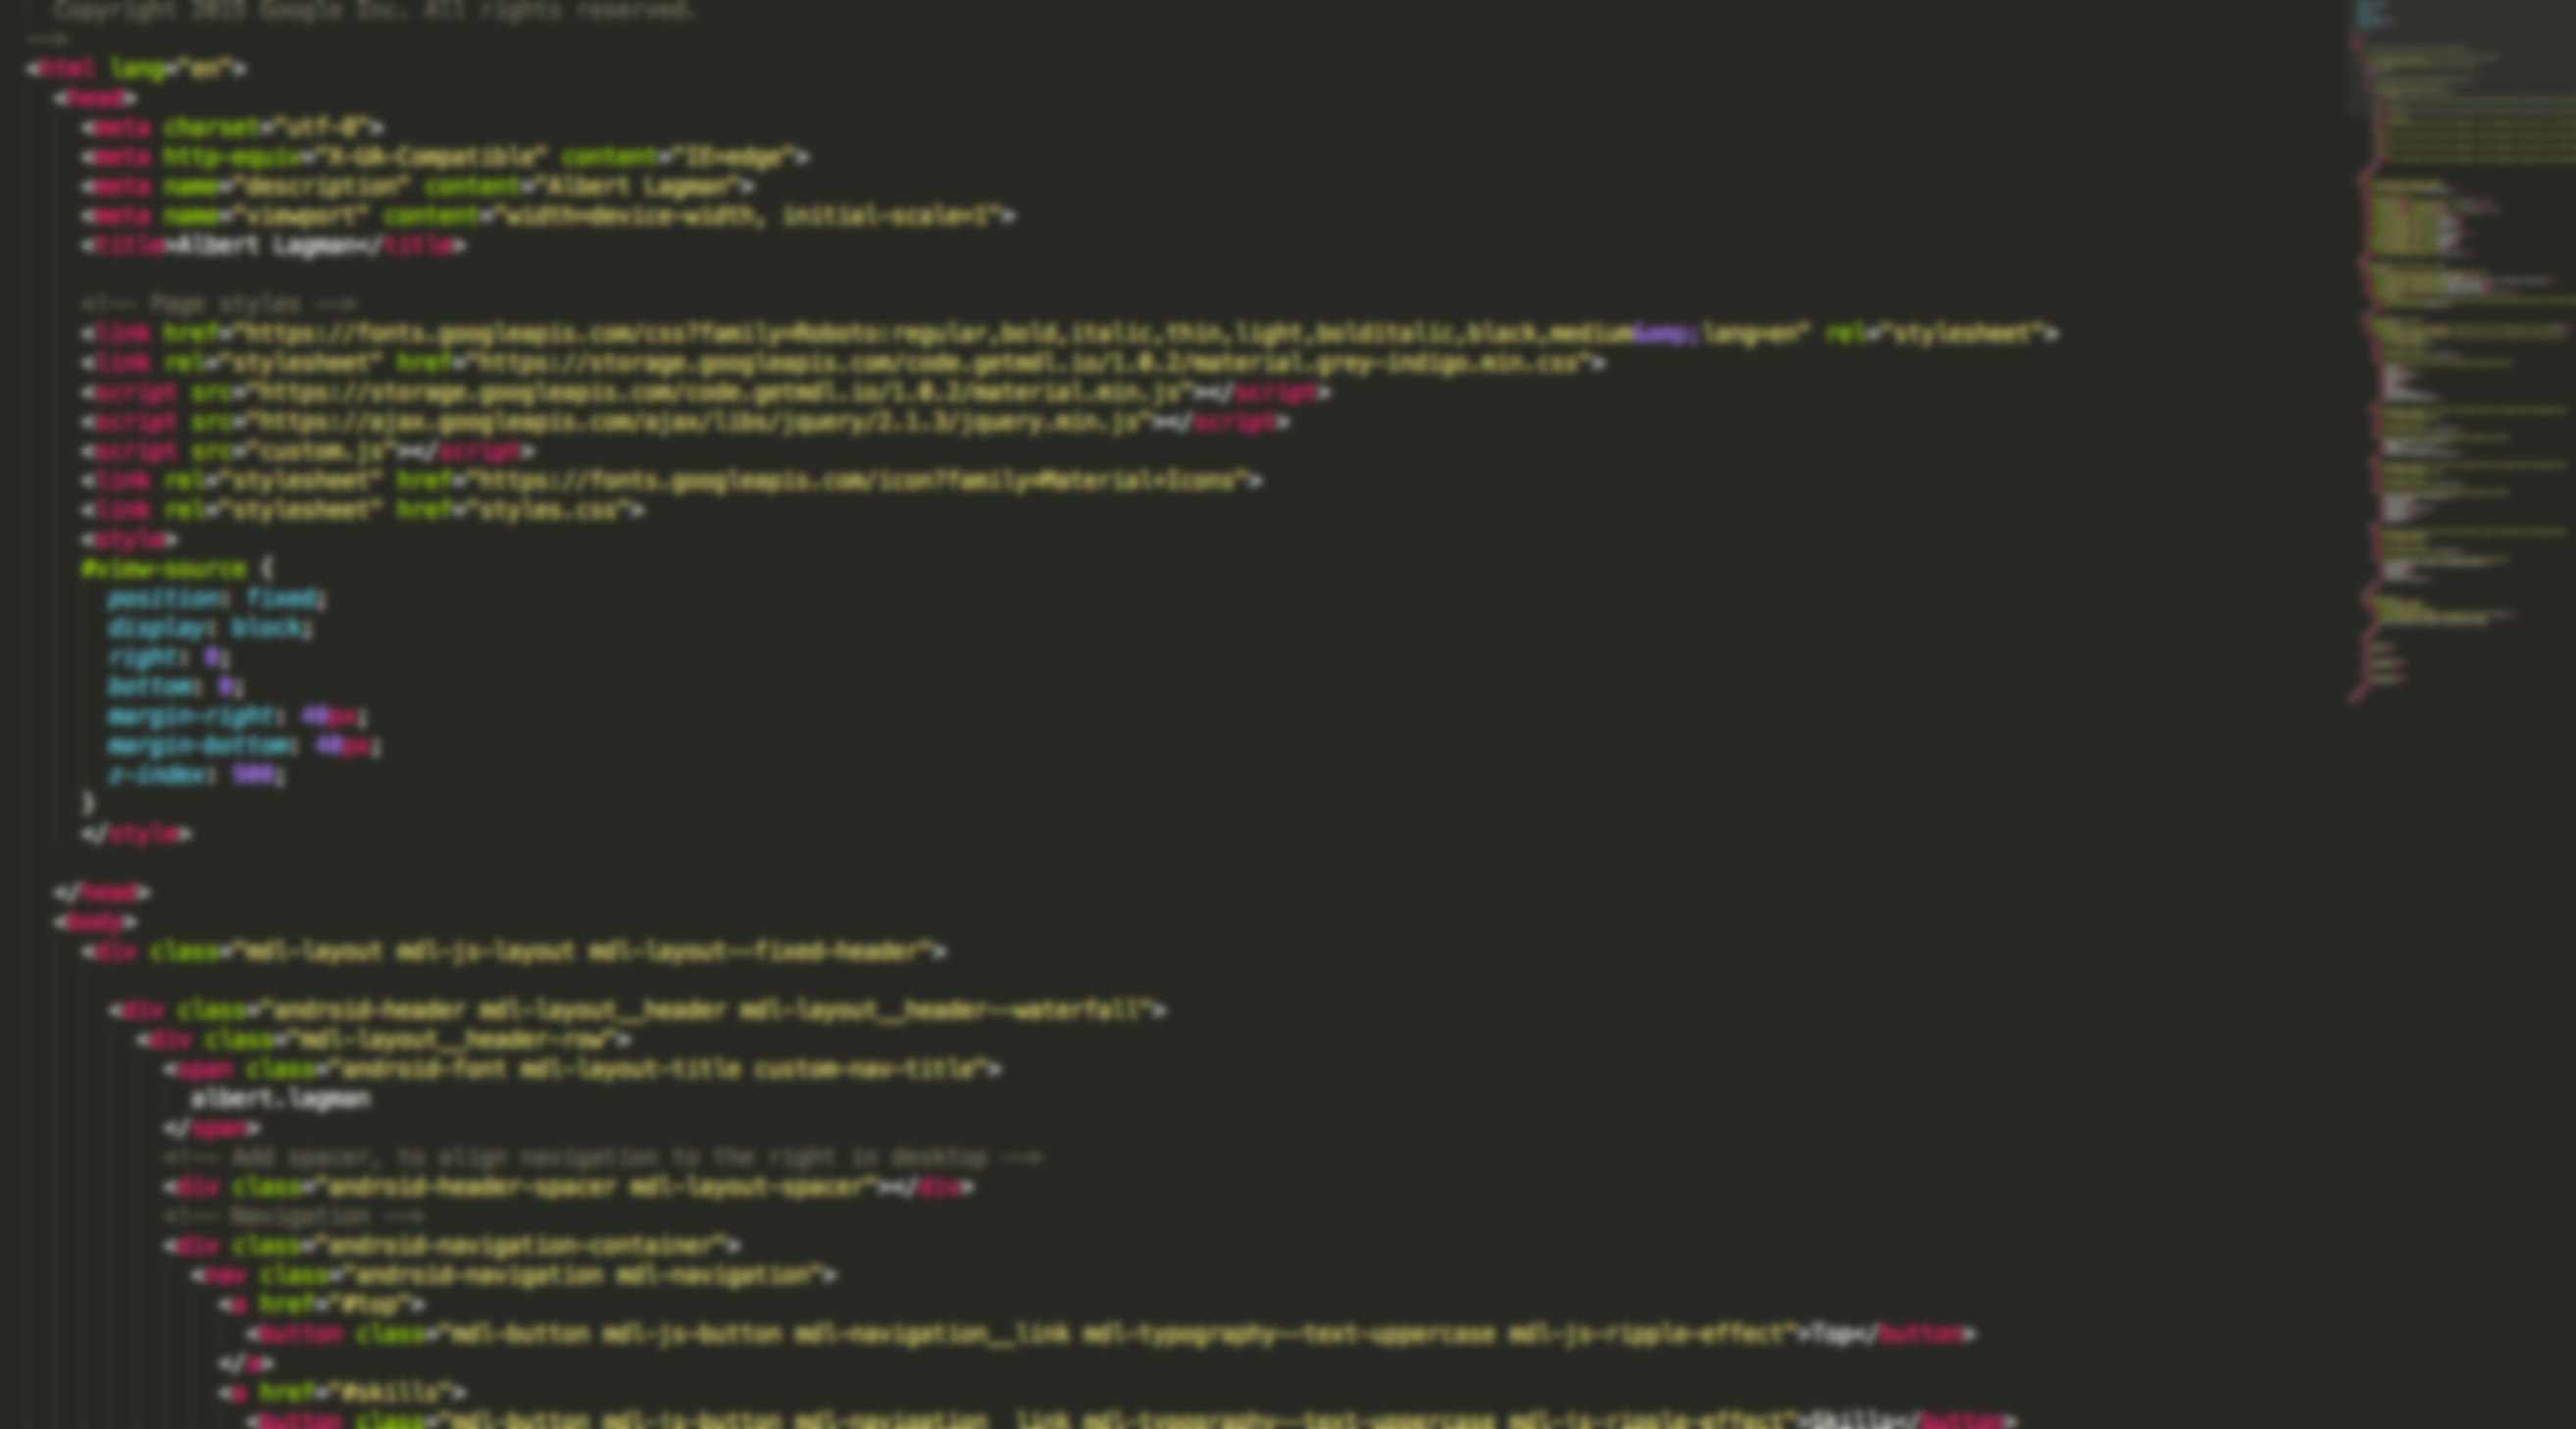 Copyright 2015 Google Inc. All rights reserved.
-->
<html lang="en">
<head>
<meta charset="utf-8">
<meta http-equiv="X-UA-Compatible" content="IE=edge">
<meta name="description" content="Albert Lagman">
<meta name="viewport" content="width=device-width, initial-scale=1">
<title>Albert Lagman</title>
<!-- Page styles -->
<link href="https://fonts.googleapis.com/css?family=Roboto:regular,bold,italic,thin,light,bolditalic,black,medium&amp;lang=en" rel="stylesheet">
<link rel="stylesheet" href="https://storage.googleapis.com/code.getmdl.io/1.0.2/material.grey-indigo.min.css">
<script src="https://storage.googleapis.com/code.getmdl.io/1.0.2/material.min.js"></script>
<script src="https://ajax.googleapis.com/ajax/libs/jquery/2.1.3/jquery.min.js"></script>
<script src="custom.js"></script>
<link rel="stylesheet" href="https://fonts.googleapis.com/icon?family=Material+Icons">
<link rel="stylesheet" href="styles.css">
<style>
#view-source {
position: fixed;
display: block;
right: 0;
bottom: 0;
margin-right: 40px;
margin-bottom: 40px;
z-index: 900;
}
</style>
</head>
<body>
<div class="mdl-layout mdl-js-layout mdl-layout--fixed-header">
<div class="android-header mdl-layout__header mdl-layout__header--waterfall">
<div class="mdl-layout__header-row">
<span class="android-font mdl-layout-title custom-nav-title">
albert.lagman
</span>
<!-- Add spacer, to align navigation to the right in desktop -->
<div class="android-header-spacer mdl-layout-spacer"></div>
<!-- Navigation -->
<div class="android-navigation-container">
<nav class="android-navigation mdl-navigation">
<a href="#top">
<button class="mdl-button mdl-js-button mdl-navigation__link mdl-typography--text-uppercase mdl-js-ripple-effect">Top</button>
</a>
<a href="#skills">
<button class="mdl-button mdl-js-button mdl-navigation__link mdl-typography--text-uppercase mdl-js-ripple-effect">Skills</button>